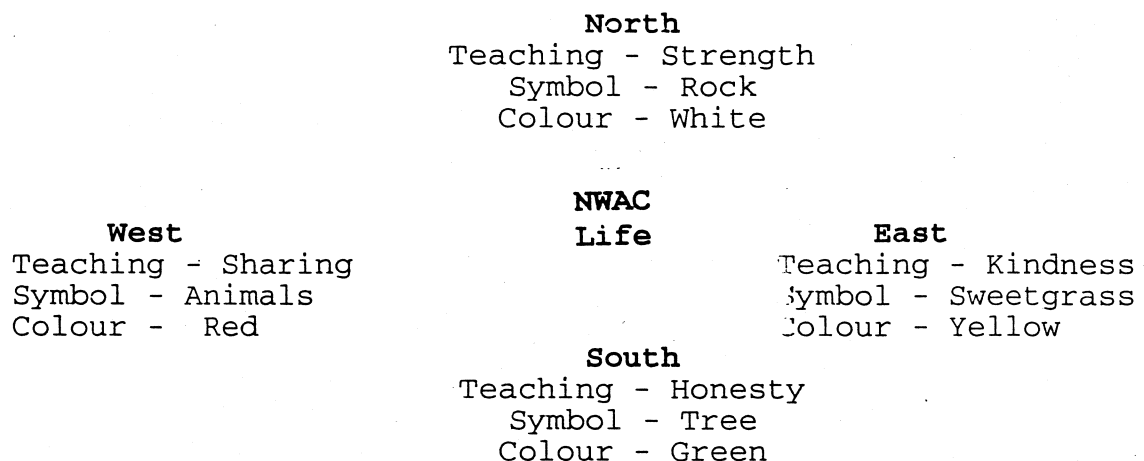 North
Teaching - Strength
Symbol - Rock
Colour - White
NWAC
Life
West
Teaching - Sharing
Symbol - Animals
Colour - Red
East
Teaching - Kindness
Symbol - Sweetgrass
Colour - Yellow
South
Teaching - Honesty
Symbol - Tree
Colour - Green